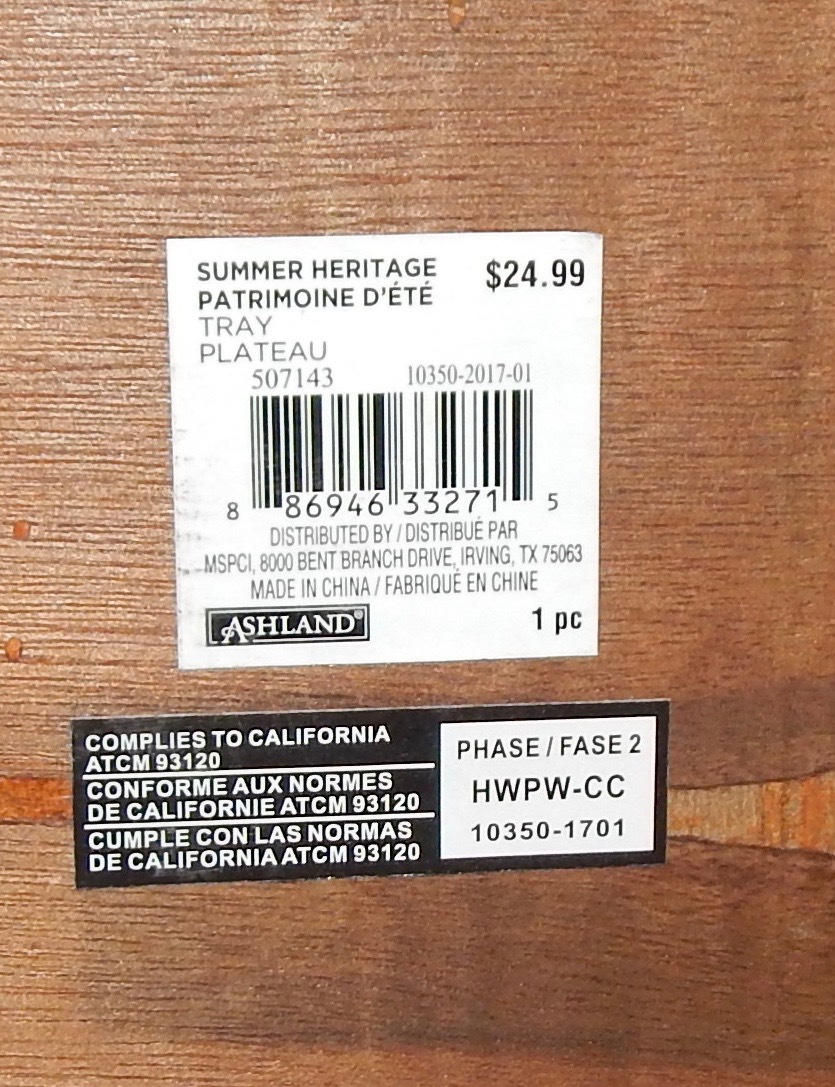 SUMMER HERITAGE $24.99
PATRIMOINE D'ÉTÉ
TRAY
PLATEAU
507143 10350-2017-01
8 86946 33271 5
DISTRIBUTED BY / DISTRIBUÉ PAR
MSPCI, 8000 BENT BRANCH DRIVE, IRVING, TX 75063
MADE IN CHINA / FABRIQUÉ EN CHINE
ASHLAND® 1 pc
COMPLIES TO CALIFORNIA
ATCM 93120
CONFORME AUX NORMES
DE CALIFORNIE ATCM 93120
CUMPLE CON LAS NORMAS
DE CALIFORNIA ATCM 93120
PHASE / FASE 2
HWPW-CC
10350-1701